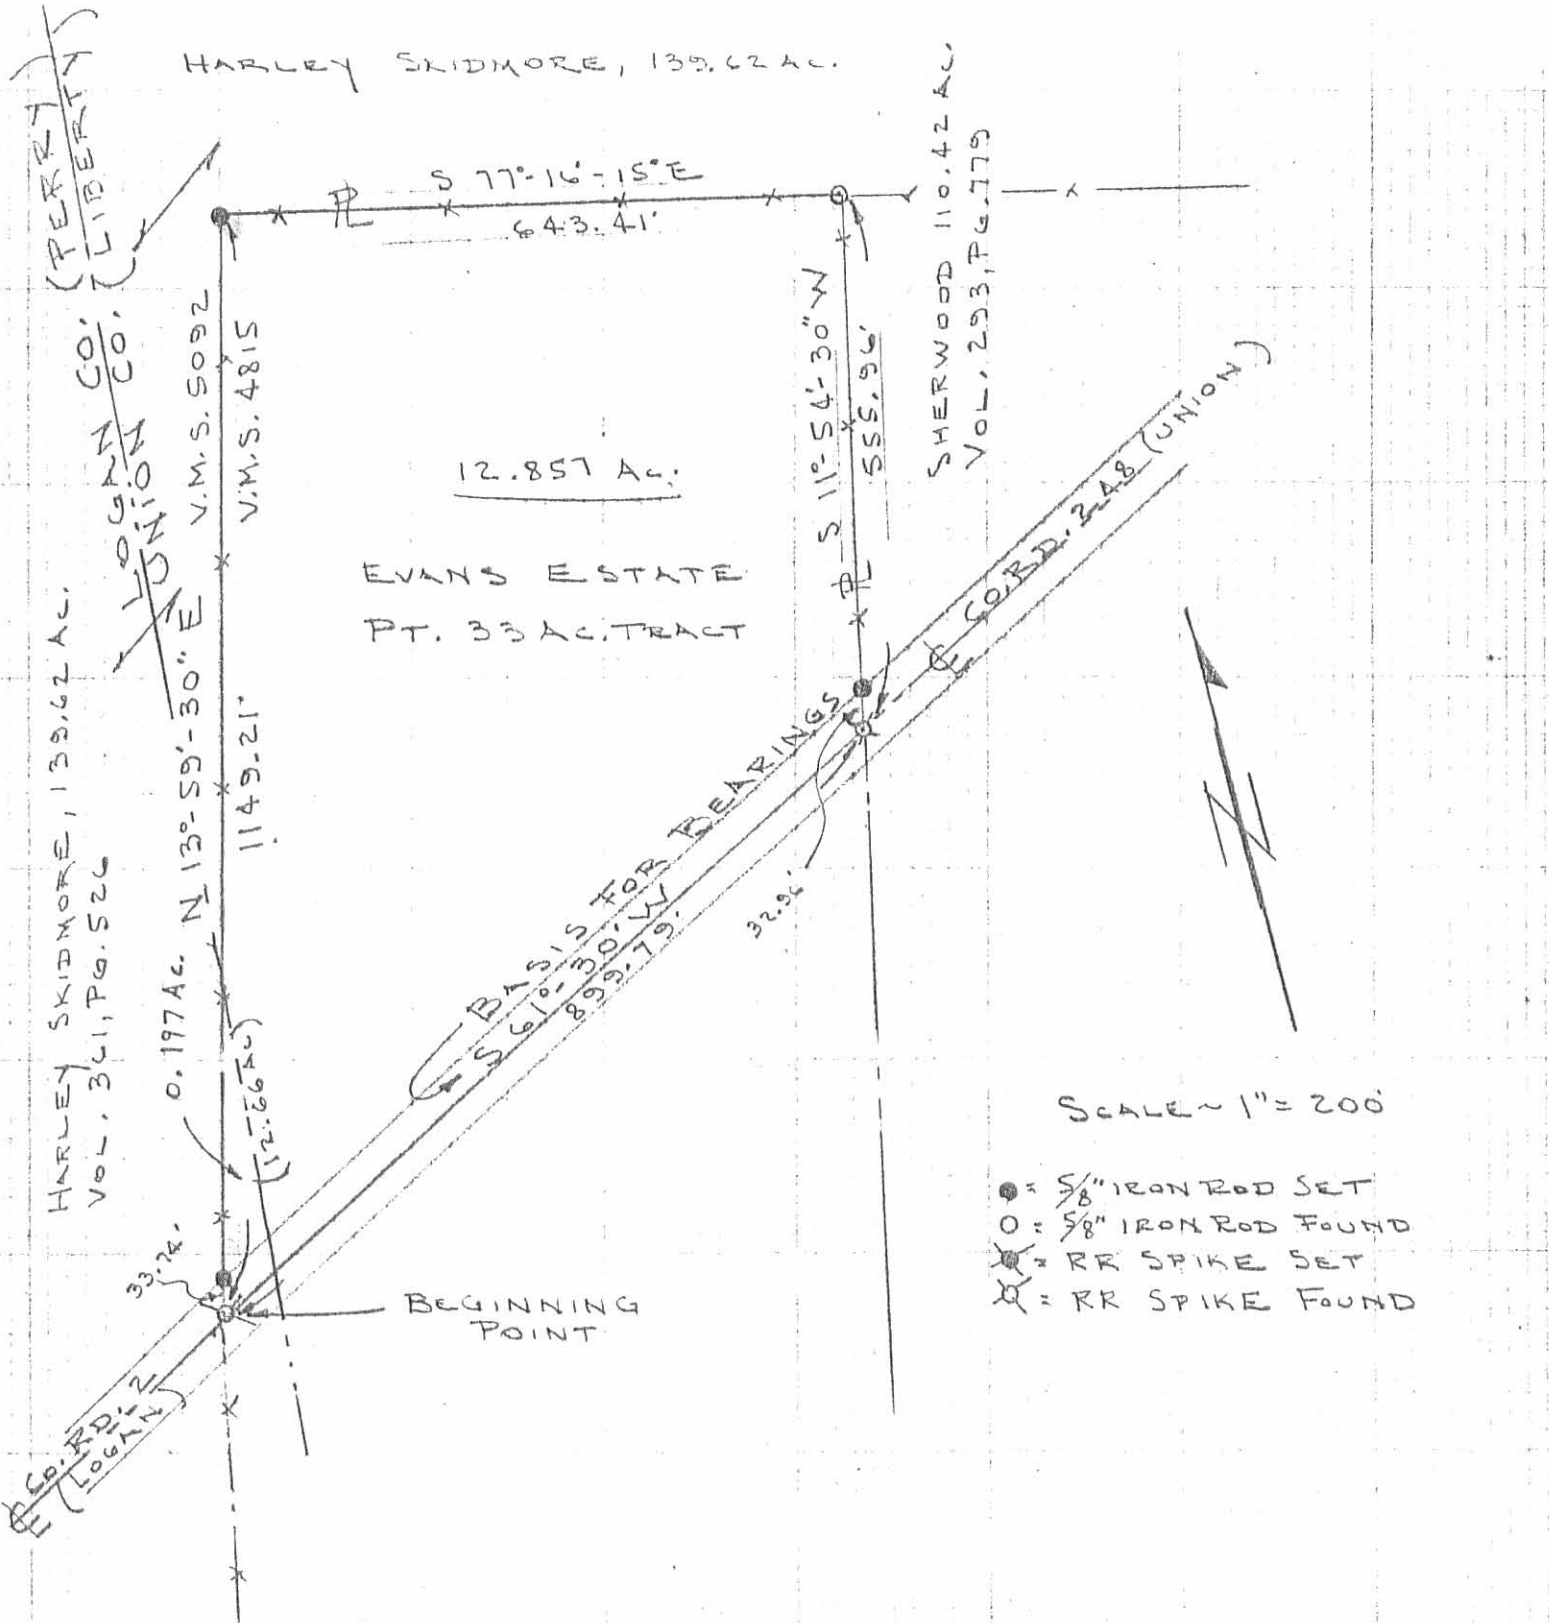 HARLEY SKIDMORE, 139.62 AC.
(PERRY)
(LIBERTY)
LOGAN CO.
UNION CO.
S 77°-16'-15" E
643.41'
V.M.S. 5092
V.M.S. 4815
S 11°-54'-30" W
555.96'
SHERWOOD 110.42 AC.
VOL. 293, PG. 779
12.857 AC.
EVANS ESTATE
PT. 33 AC. TRACT
CO. RD. 348 (UNION)
HARLEY SKIDMORE, 139.62 AC.
VOL. 361, PG. 526
N 13°-59'-30" E
1149.21'
0.197 AC.
(12.66 AC)
BASIS FOR BEARINGS
S 61°-30' W
899.79'
32.96'
N
SCALE ~ 1" = 200'
● = 5/8" IRON ROD SET
○ = 5/8" IRON ROD FOUND
= RR SPIKE SET
= RR SPIKE FOUND
33.74'
BEGINNING
POINT
CO. RD. 2
(LOGAN)